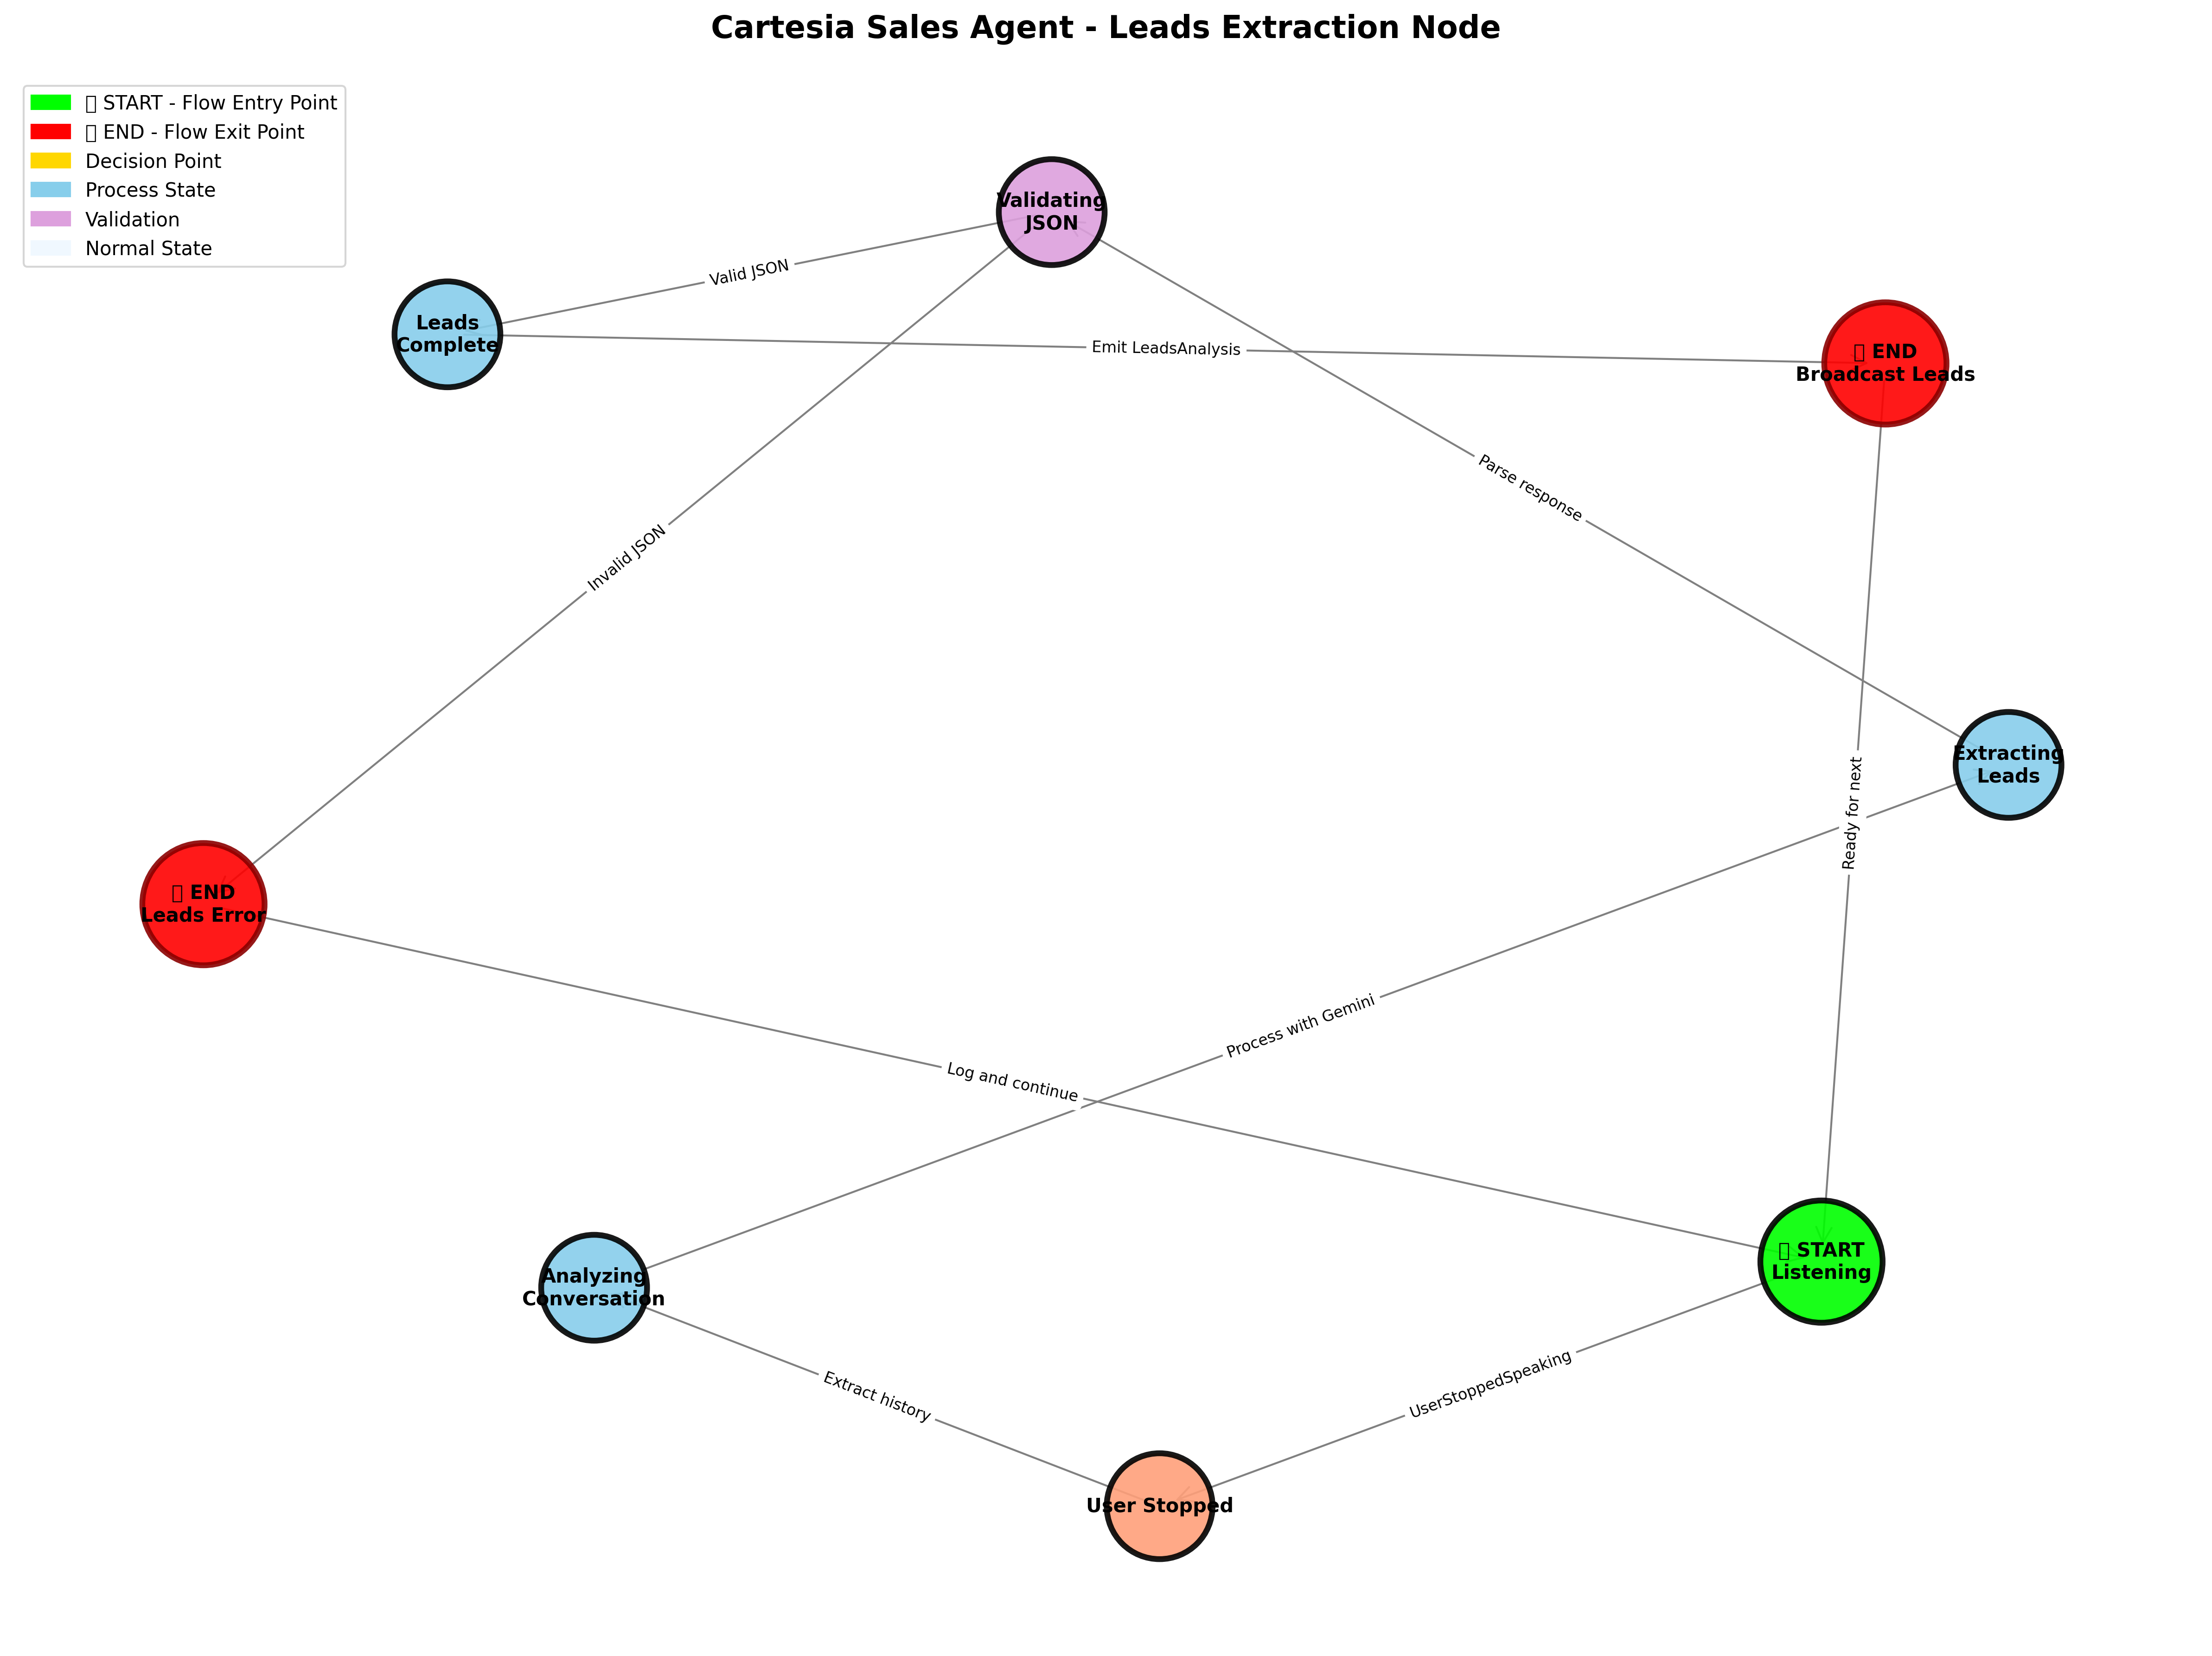 Cartesia Sales Agent - Leads Extraction Node
START - Flow Entry Point
END - Flow Exit Point
Decision Point
Process State
Validation
Normal State
Validating
JSON
Valid JSON
Leads
Complete
Emit LeadsAnalysis
END
Broadcast Leads
Parse response
Invalid JSON
Extracting
Leads
Ready for next
END
Leads Error
Process with Gemini
Log and continue
START
Listening
Analyzing
Conversation
UserStoppedSpeaking
Extract history
User Stopped